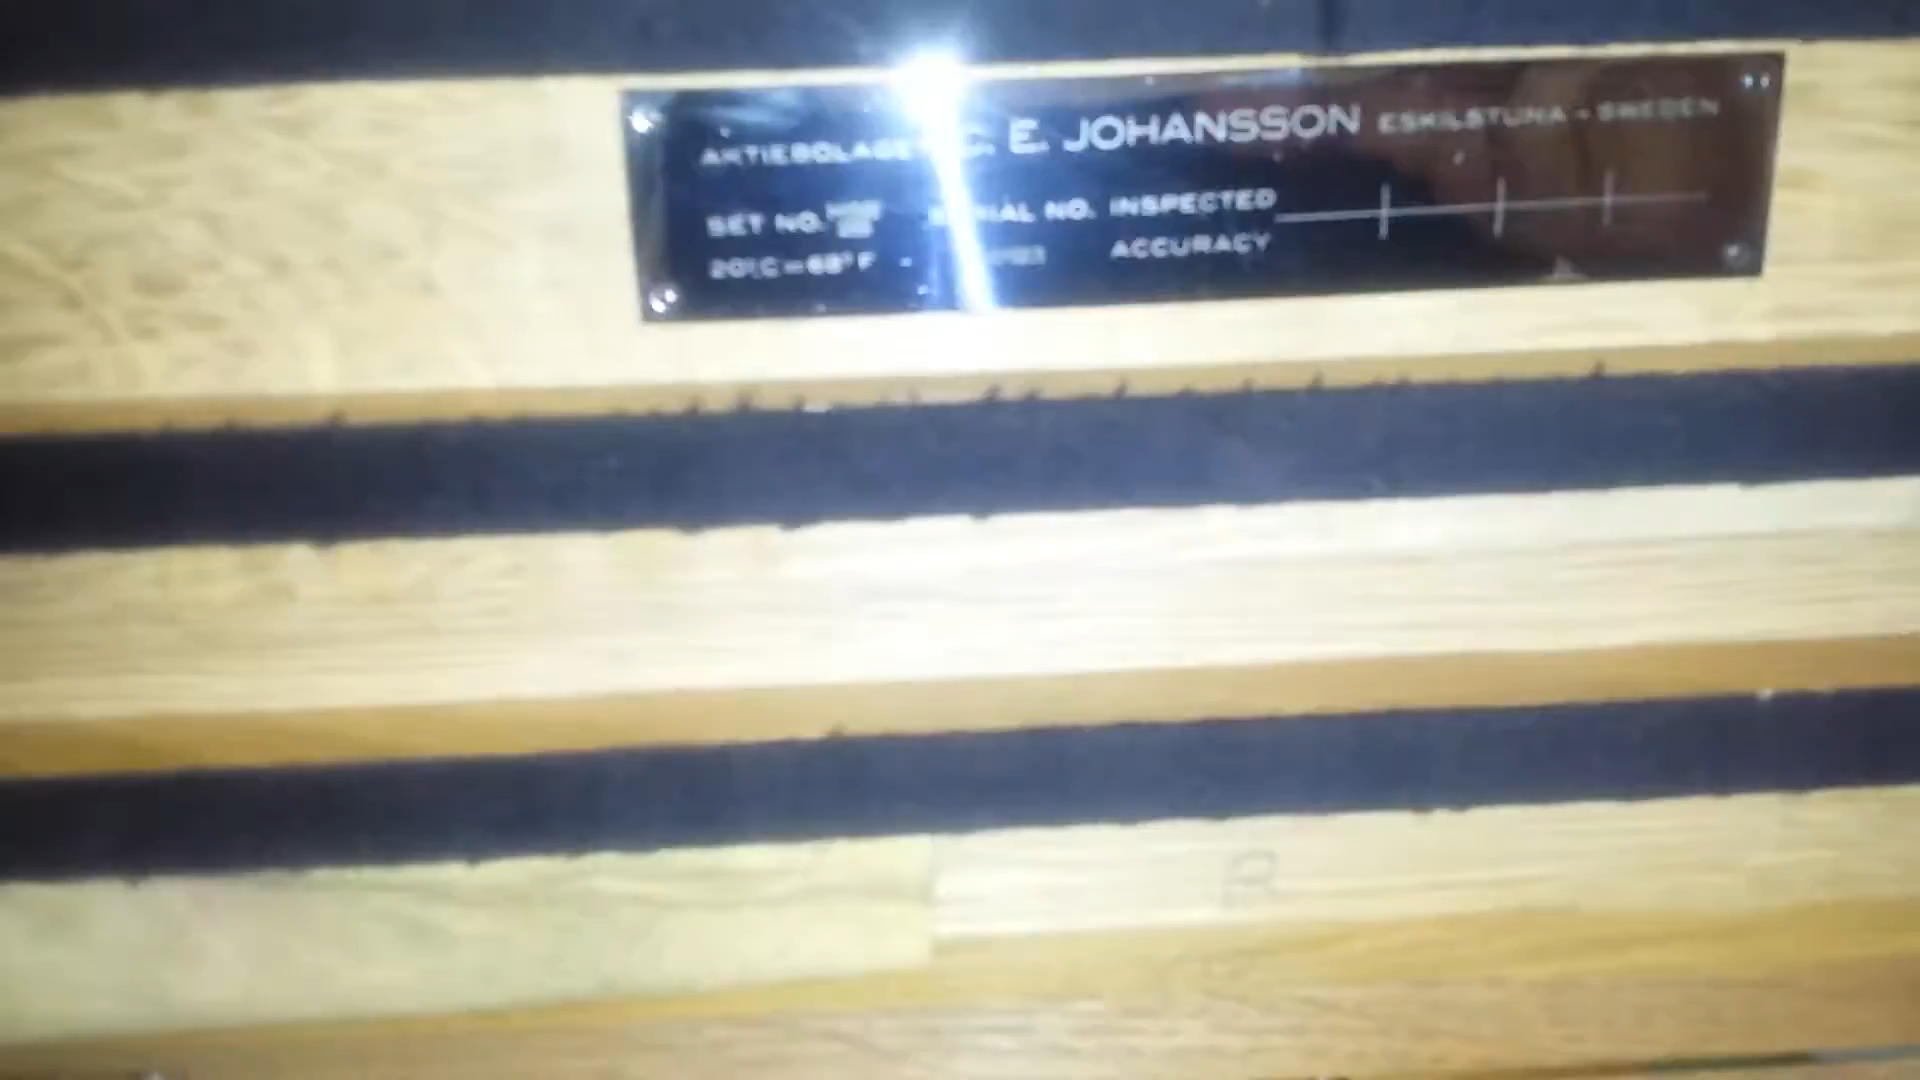 AKTIEBOLAGET C. E. JOHANSSON ESKILSTUNA - SWEDEN
SET NO. SERIAL NO. INSPECTED
20°C = 68° F - ACCURACY